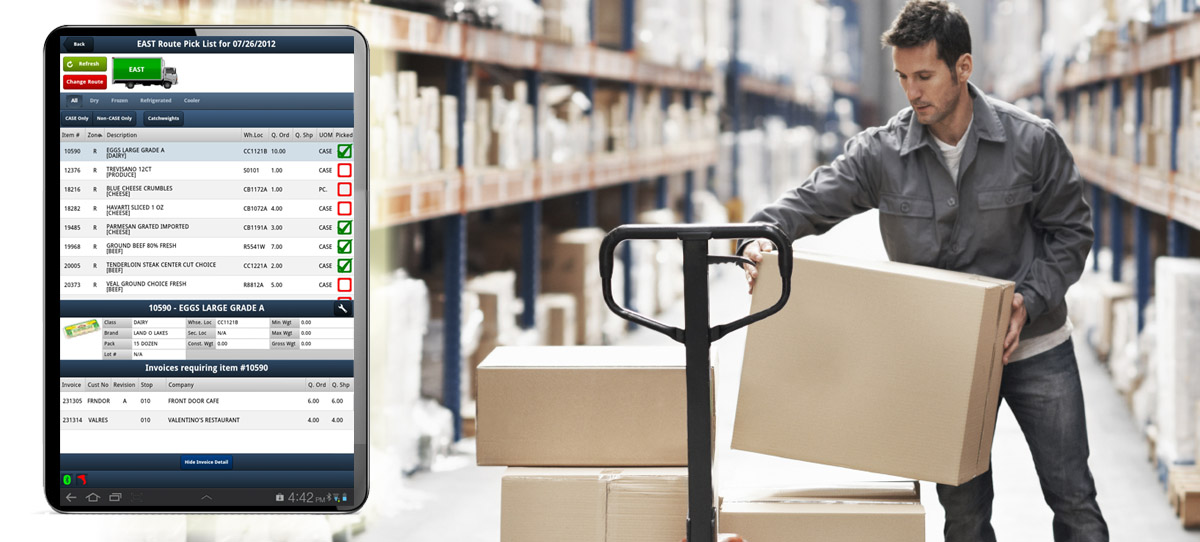 Back
EAST Route Pick List for 07/26/2012
Refresh
Change Route
EAST
All Dry Frozen Refrigerated Cooler
CASE Only Non-CASE Only Catchweights
Item # Zone Description Wh.Loc Q. Ord Q. Shp UOM Picked
10590 R EGGS LARGE GRADE A CC1121B 10.00 CASE
[DAIRY]
12376 R TREVISANO 12CT S0101 1.00 CASE
[PRODUCE]
18216 R BLUE CHEESE CRUMBLES CB1172A 1.00 PC.
[CHEESE]
18282 R HAVARTI SLICED 1 OZ CB1072A 4.00 CASE
[CHEESE]
19485 R PARMESAN GRATED IMPORTED CB1191A 3.00 CASE
[CHEESE]
19968 R GROUND BEEF 80% FRESH R5541W 7.00 CASE
[BEEF]
20005 R TENDERLOIN STEAK CENTER CUT CHOICE CC1221A 2.00 CASE
[BEEF]
20373 R VEAL GROUND CHOICE FRESH R8812A 5.00 CASE
[BEEF]
10590 - EGGS LARGE GRADE A
Class DAIRY Whse. Loc CC1121B Min Wgt 0.00
Brand LAND O LAKES Sec. Loc N/A Max Wgt 0.00
Pack 15 DOZEN Const. Wgt 0.00 Gross Wgt 0.00
Lot # N/A
Invoices requiring item #10590
Invoice Cust No Revision Stop Company Q. Ord Q. Shp
231305 FRNDOR A 010 FRONT DOOR CAFE 6.00 6.00
231314 VALRES 010 VALENTINO'S RESTAURANT 4.00 4.00
Hide Invoice Detail
4:42 PM